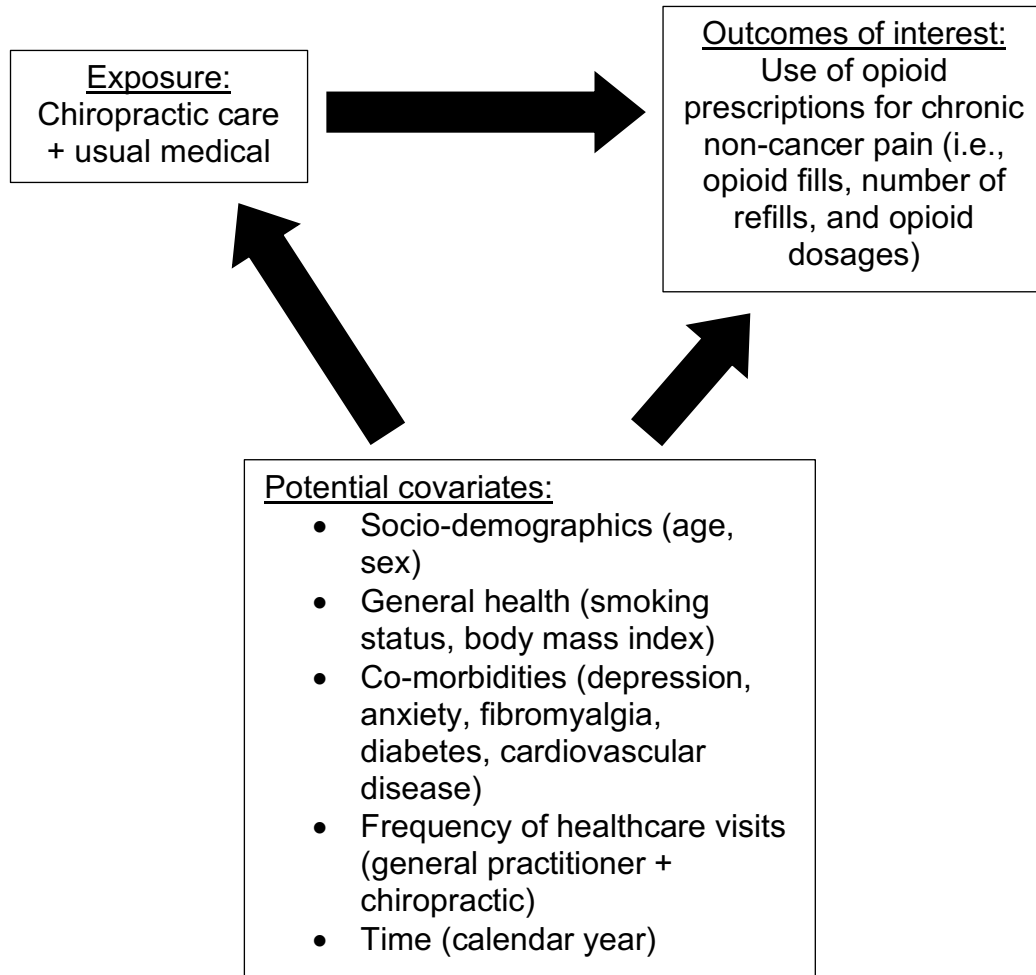 Exposure:
Chiropractic care
+ usual medical
Outcomes of interest:
Use of opioid
prescriptions for chronic
non-cancer pain (i.e.,
opioid fills, number of
refills, and opioid
dosages)
Potential covariates:
• Socio-demographics (age,
sex)
• General health (smoking
status, body mass index)
• Co-morbidities (depression,
anxiety, fibromyalgia,
diabetes, cardiovascular
disease)
• Frequency of healthcare visits
(general practitioner +
chiropractic)
• Time (calendar year)